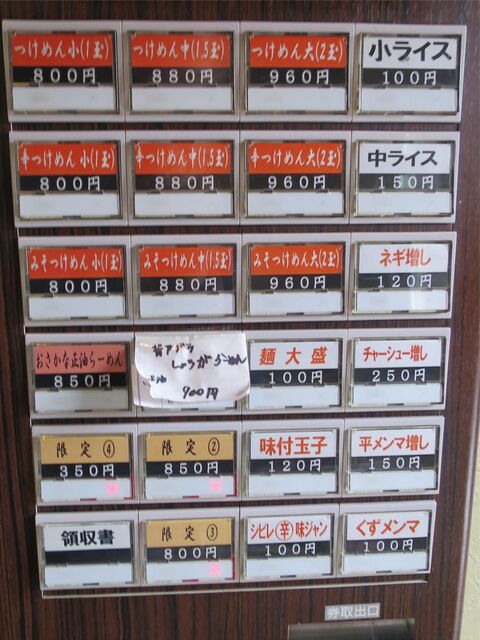 つけめん小(1玉)
800円
つけめん中(1.5玉)
880円
つけめん大(2玉)
960円
小ライス
100円
辛つけめん小(1玉)
800円
辛つけめん中(1.5玉)
880円
辛つけめん大(2玉)
960円
中ライス
150円
みそつけめん小(1玉)
800円
みそつけめん中(1.5玉)
880円
みそつけめん大(2玉)
960円
ネギ増し
120円
おさかな正油らーめん
850円
しょうがらーめん
900円
麺大盛
100円
チャーシュー増し
250円
限定④
350円
限定②
850円
味付玉子
120円
平メンマ増し
150円
領収書
限定③
800円
シビレ辛味ジャン
100円
くずメンマ
100円
券取出口